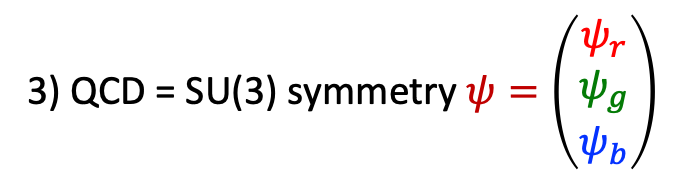 3) QCD = SU(3) symmetry ψ = (ψ_r
ψ_g
ψ_b)